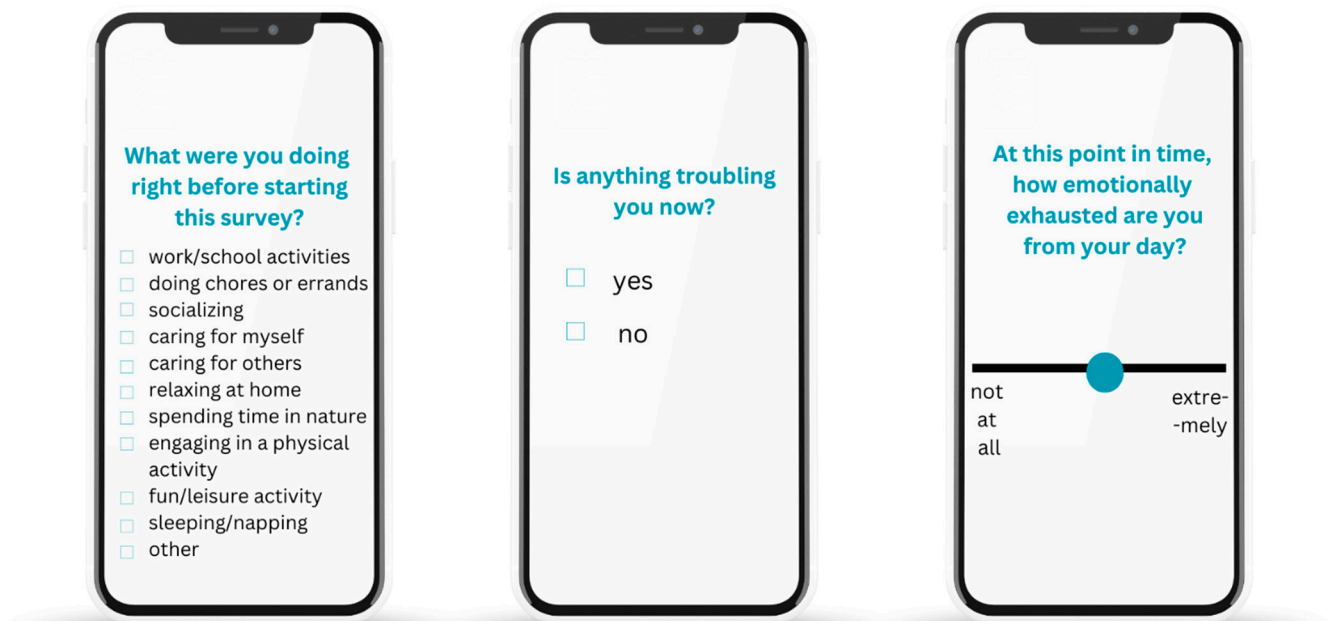 What were you doing
right before starting
this survey?
work/school activities
doing chores or errands
socializing
caring for myself
caring for others
relaxing at home
spending time in nature
engaging in a physical
activity
fun/leisure activity
sleeping/napping
other
Is anything troubling
you now?
yes
no
At this point in time,
how emotionally
exhausted are you
from your day?
not
at
all
extre-
-mely